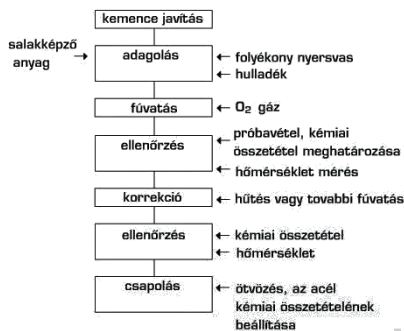 kemence javítás
salakképző
anyag
adagolás
folyékony nyersvas
hulladék
fúvatás
O₂ gáz
ellenőrzés
próbavétel, kémiai
összetétel meghatározása
hőmérséklet mérés
korrekció
hűtés vagy tovabbi fúvatás
ellenőrzés
kémiai összetétel
hőmérséklet
csapolás
ötvözés, az acél
kémiai összetételének
beállítása